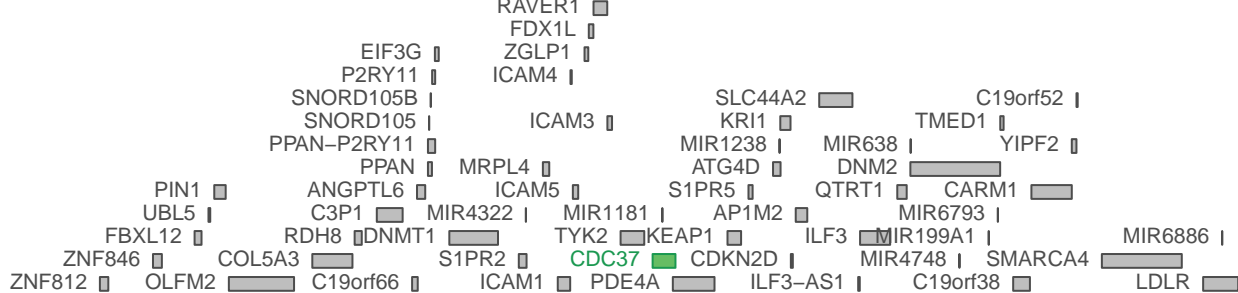 RAVER1
FDX1L
EIF3G ZGLP1
P2RY11 ICAM4
SNORD105B SLC44A2 C19orf52
SNORD105 ICAM3 KRI1 TMED1
PPAN−P2RY11 MIR1238 MIR638 YIPF2
PPAN MRPL4 ATG4D DNM2
PIN1 ANGPTL6 ICAM5 S1PR5 QTRT1 CARM1
UBL5 C3P1 MIR4322 MIR1181 AP1M2 MIR6793
FBXL12 RDH8 DNMT1 TYK2 KEAP1 ILF3 MIR199A1 MIR6886
ZNF846 COL5A3 S1PR2 CDC37 CDKN2D MIR4748 SMARCA4
ZNF812 OLFM2 C19orf66 ICAM1 PDE4A ILF3−AS1 C19orf38 LDLR